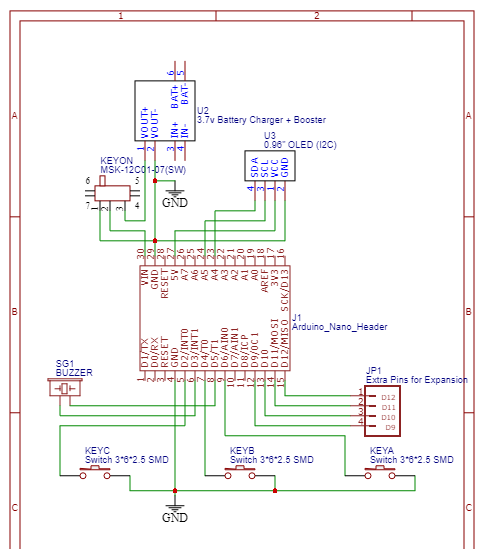 1
2
A
A
6
5
BAT+
BAT-
U2
3.7v Battery Charger + Booster
VOUT+
VOUT-
IN+
IN-
1
2
3
4
U3
0.96" OLED (I2C)
SDA
SCL
VCC
GND
4
3
1
2
KEYON
MSK-12C01-07(SW)
6
5
7
4
1
2
3
GND
30
29
28
27
26
25
24
23
22
21
20
19
18
17
16
VIN
GND
RESET
5V
A7
A6
A5
A4
A3
A2
A1
A0
AREF
3V3
SCK/D13
B
B
J1
Arduino_Nano_Header
D1/TX
D0/RX
RESET
GND
D2/INT0
D3/INT1
D4/T0
D5/T1
D6/AIN0
D7/AIN1
D8/ICP
D9/OC1
D10
D11/MOSI
D12/MISO
1
2
3
4
5
6
7
8
9
10
11
12
13
14
15
SG1
BUZZER
JP1
Extra Pins for Expansion
1
D12
2
D11
3
D10
4
D9
KEYC
Switch 3*6*2.5 SMD
KEYB
Switch 3*6*2.5 SMD
KEYA
Switch 3*6*2.5 SMD
C
C
GND